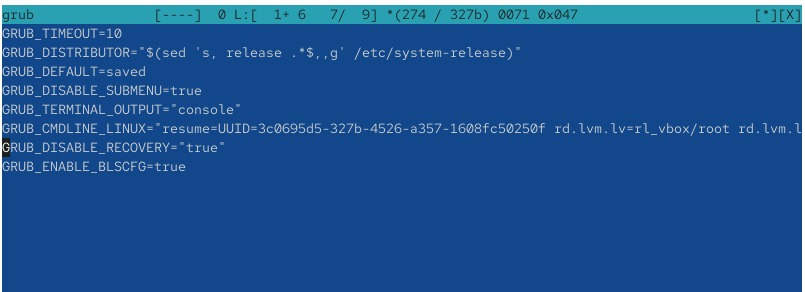 grub [----] 0 L:[ 1+ 6 7/ 9] *(274 / 327b) 0071 0x047 [*][X]
GRUB_TIMEOUT=10
GRUB_DISTRIBUTOR="$(sed 's, release .*$,,g' /etc/system-release)"
GRUB_DEFAULT=saved
GRUB_DISABLE_SUBMENU=true
GRUB_TERMINAL_OUTPUT="console"
GRUB_CMDLINE_LINUX="resume=UUID=3c0695d5-327b-4526-a357-1608fc50250f rd.lvm.lv=rl_vbox/root rd.lvm.l
GRUB_DISABLE_RECOVERY="true"
GRUB_ENABLE_BLSCFG=true